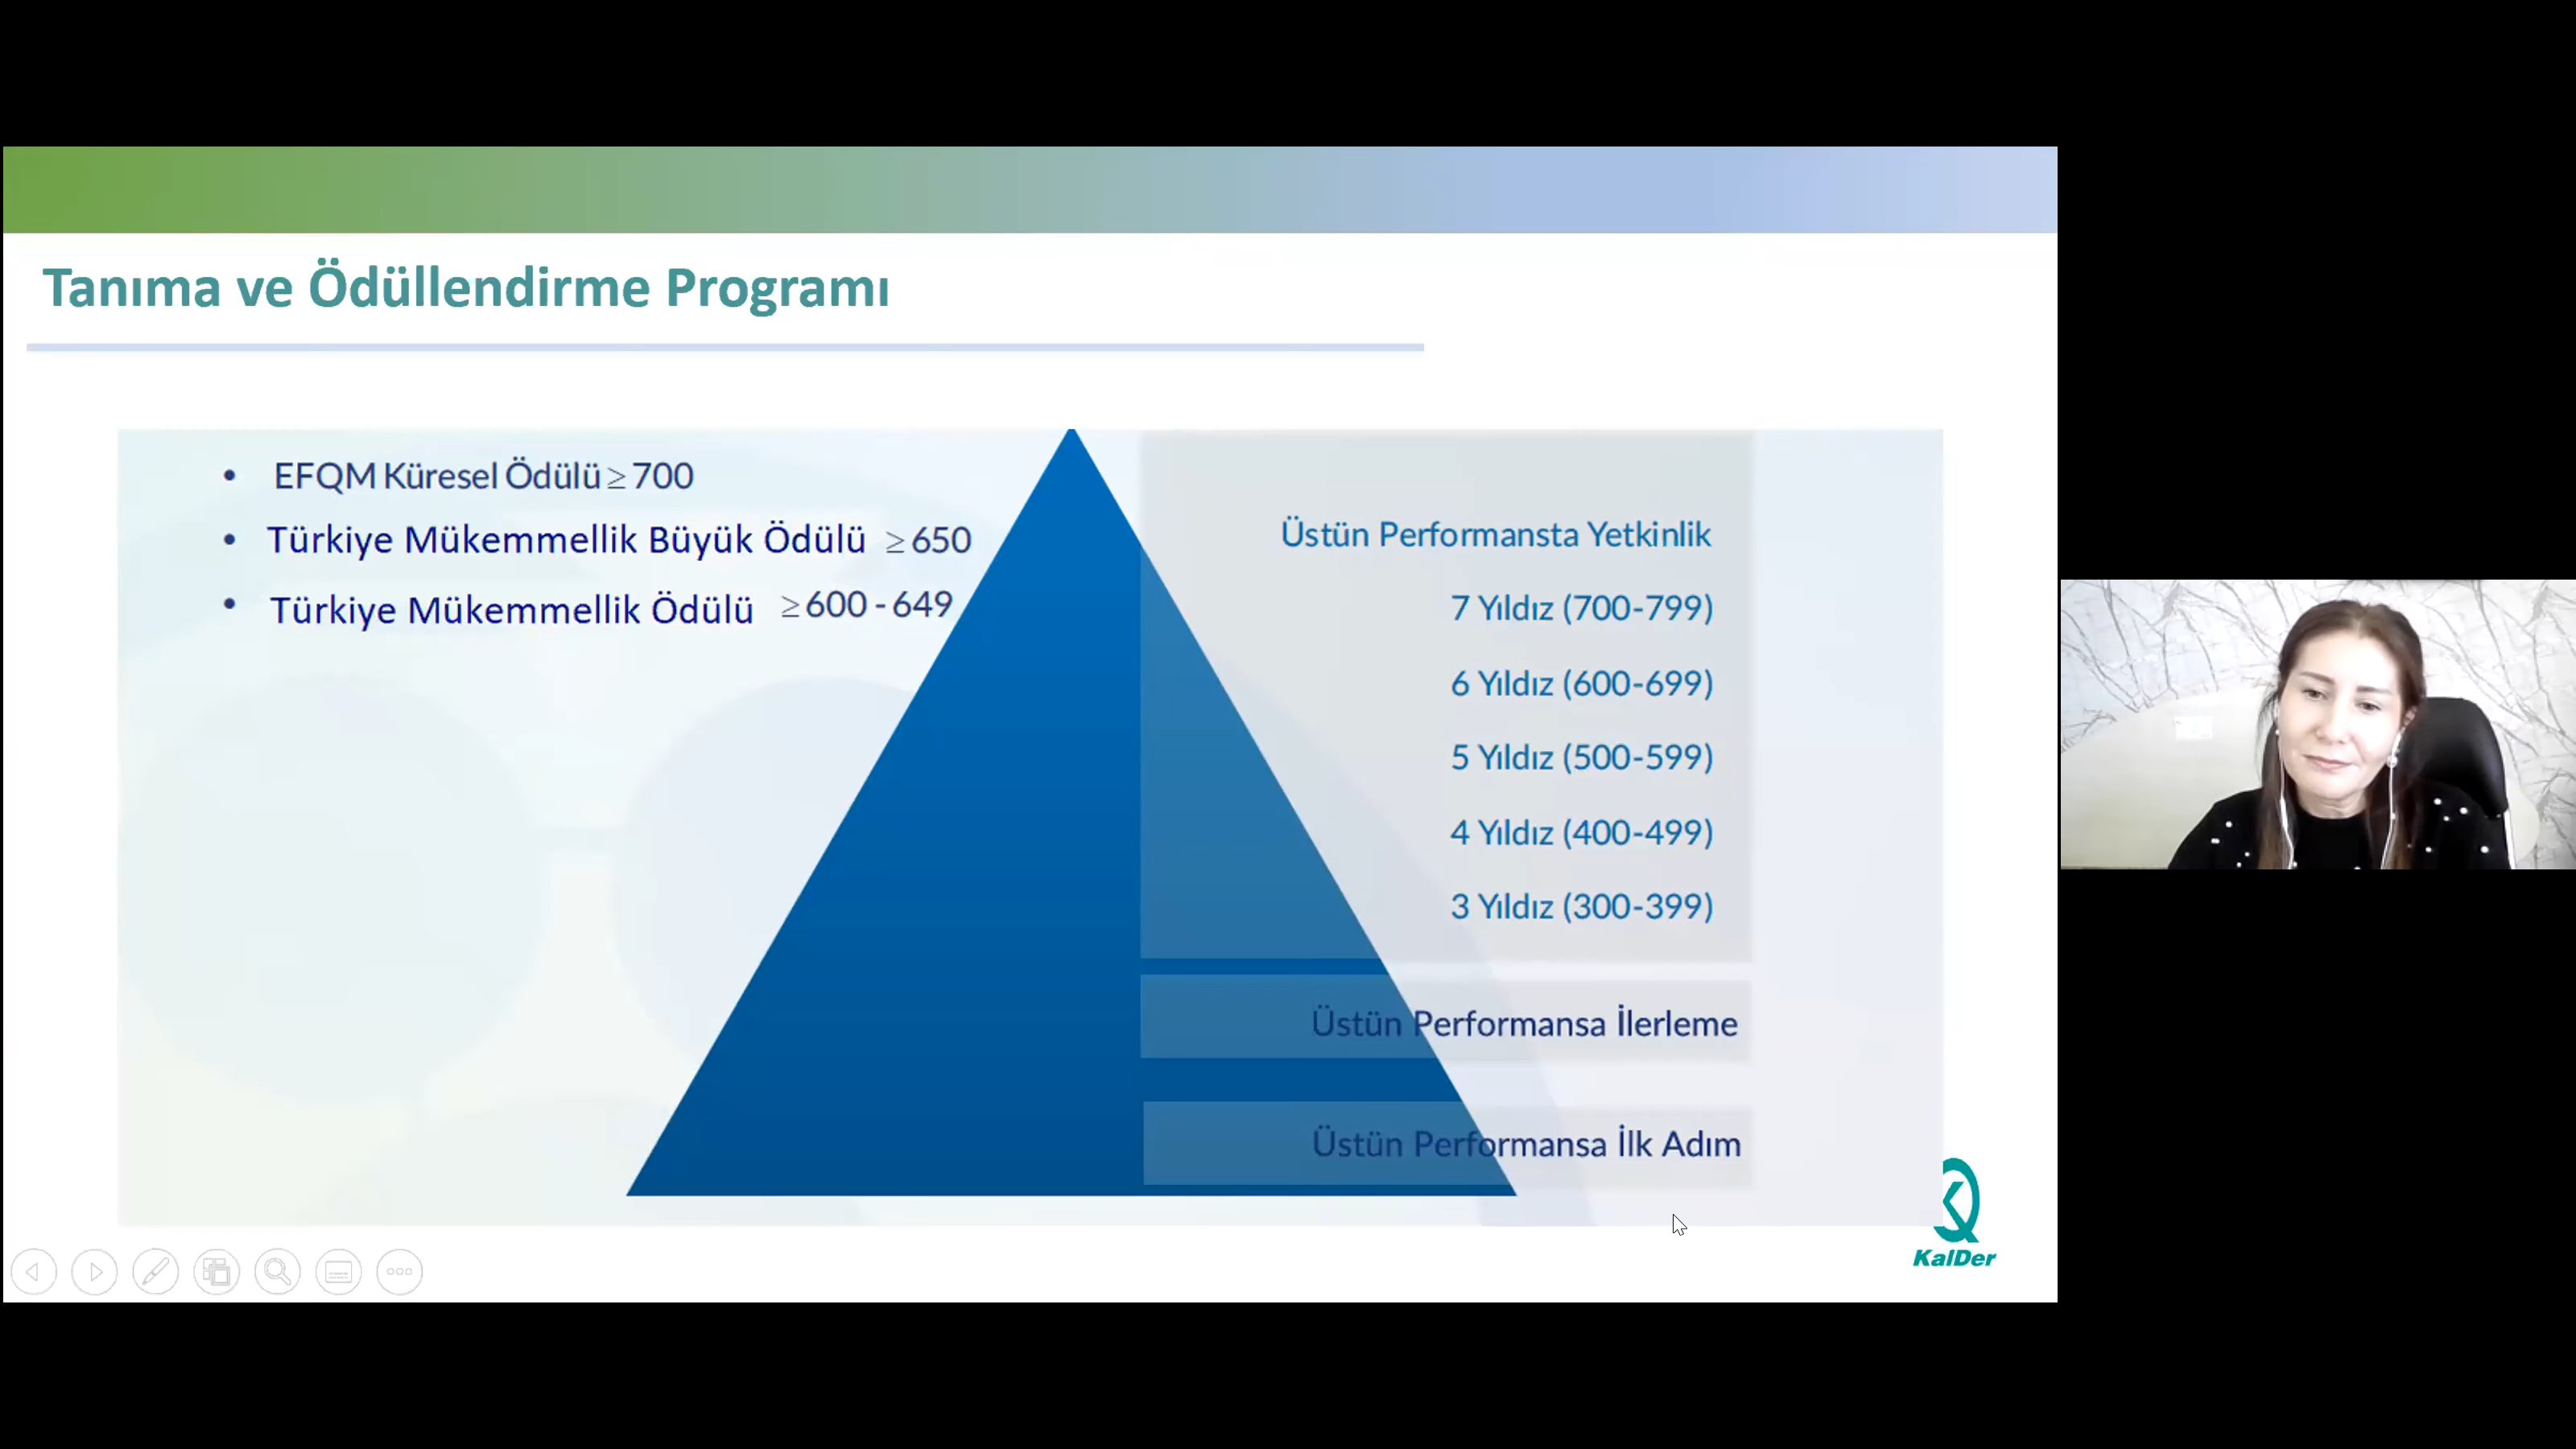 Tanıma ve Ödüllendirme Programı
• EFQM Küresel Ödülü ≥ 700
• Türkiye Mükemmellik Büyük Ödülü ≥ 650
• Türkiye Mükemmellik Ödülü ≥ 600 - 649
Üstün Performansta Yetkinlik
7 Yıldız (700-799)
6 Yıldız (600-699)
5 Yıldız (500-599)
4 Yıldız (400-499)
3 Yıldız (300-399)
Üstün Performansa İlerleme
Üstün Performansa İlk Adım
KalDer